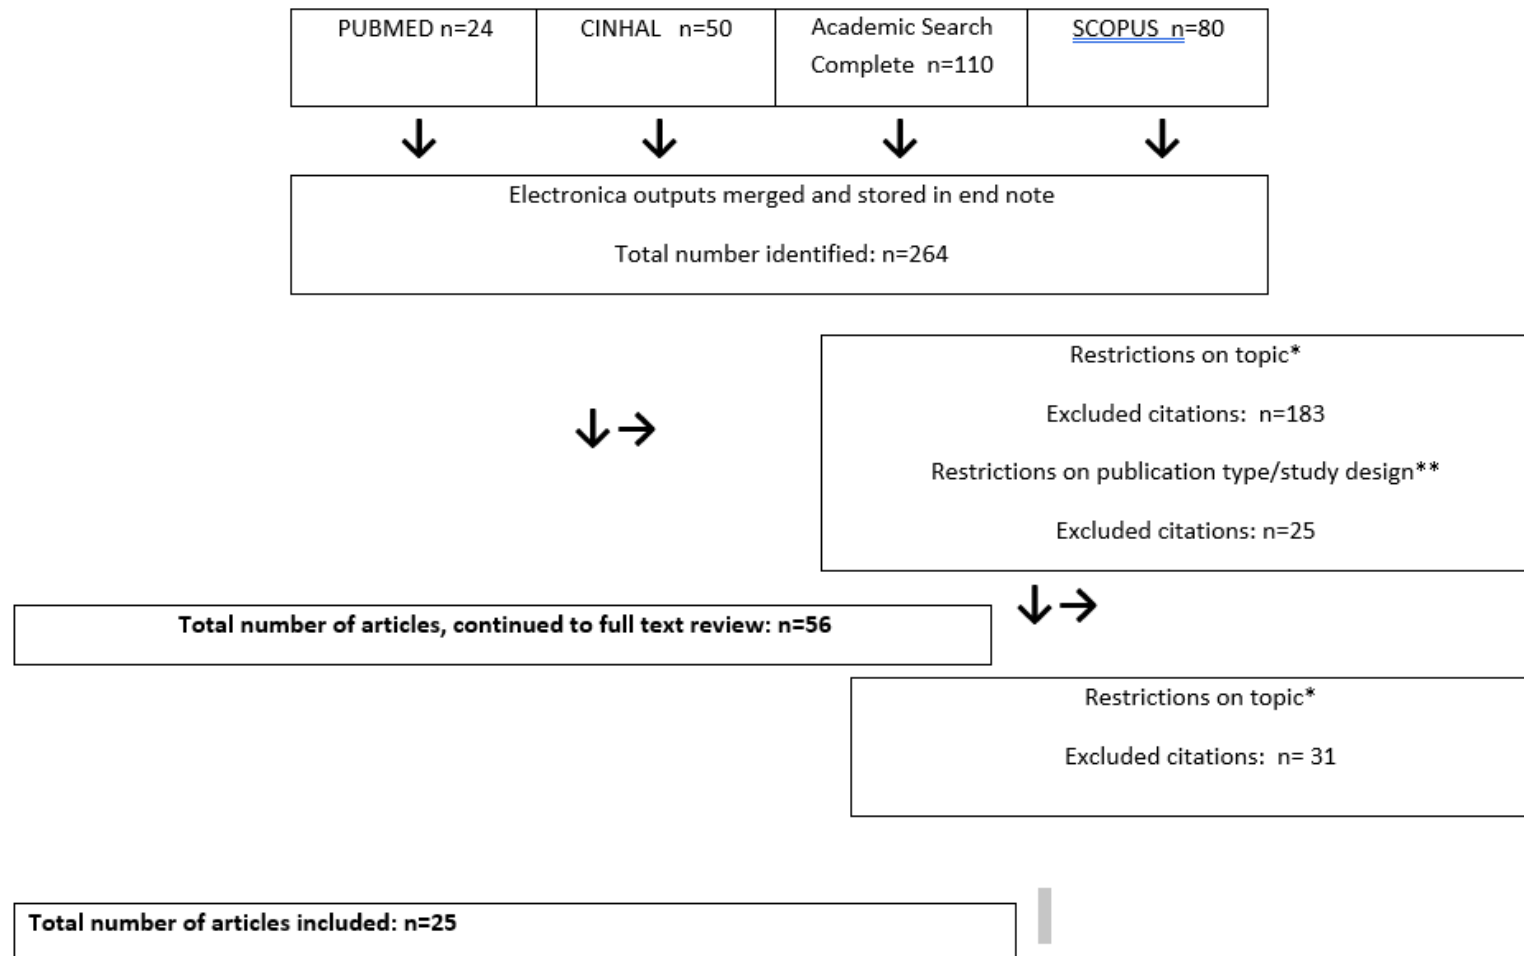 PUBMED n=24
CINHAL n=50
Academic Search
Complete n=110
SCOPUS n=80
Electronica outputs merged and stored in end note
Total number identified: n=264
Restrictions on topic*
Excluded citations: n=183
Restrictions on publication type/study design**
Excluded citations: n=25
Total number of articles, continued to full text review: n=56
Restrictions on topic*
Excluded citations: n= 31
Total number of articles included: n=25